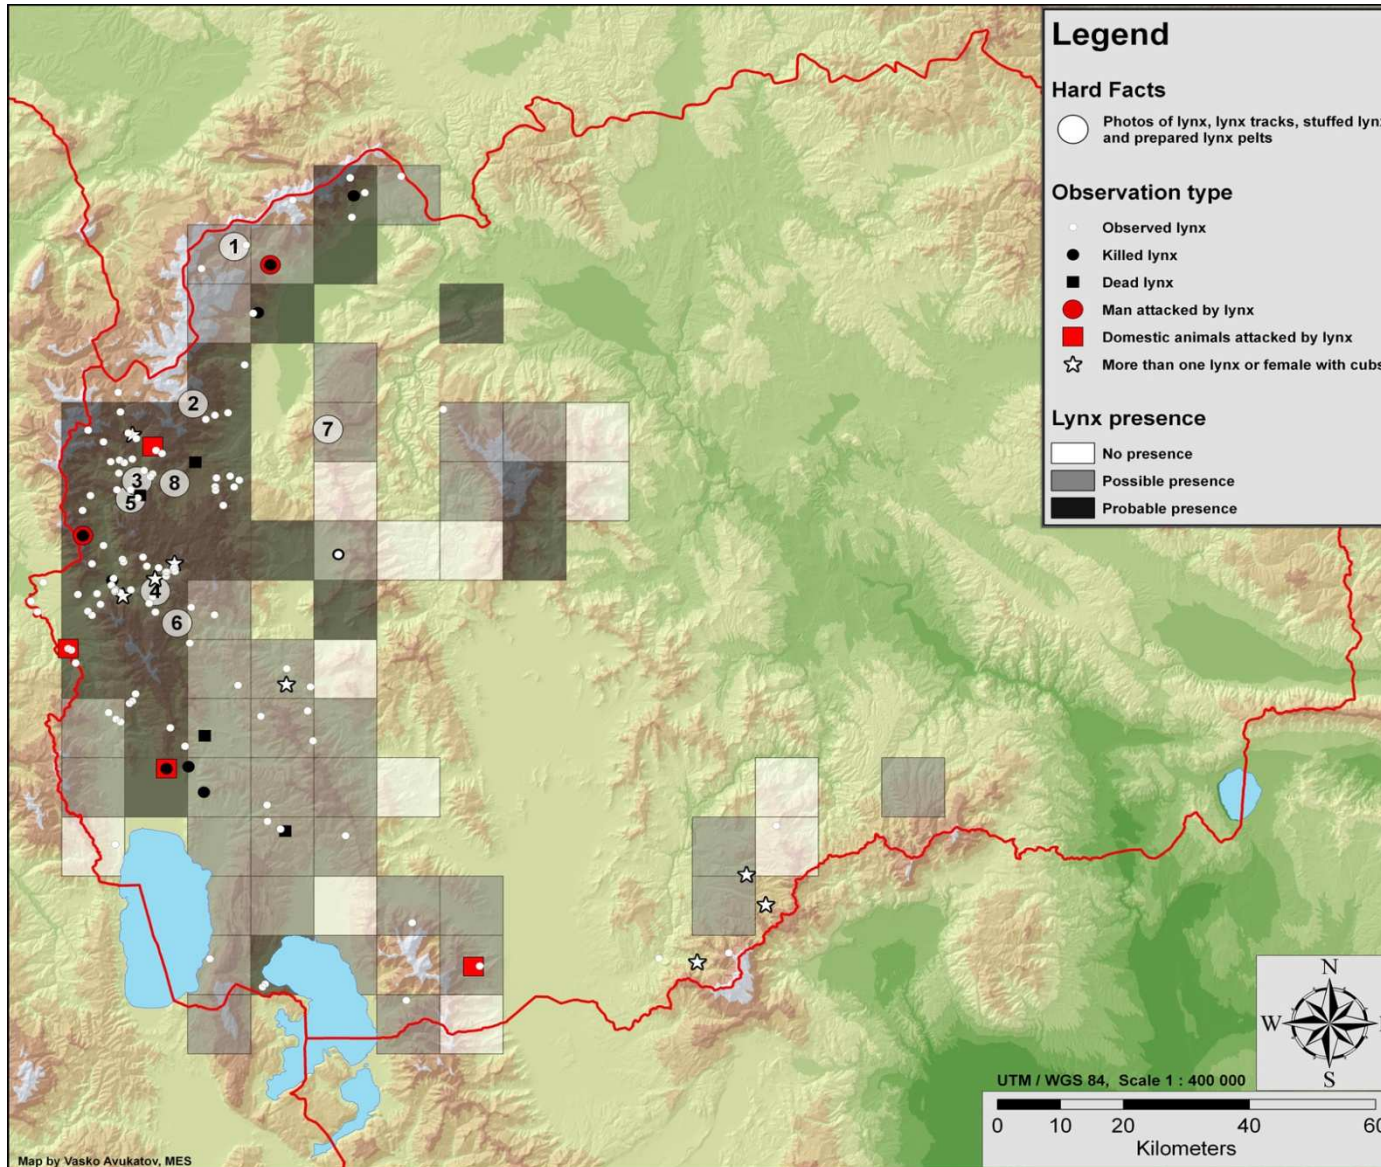 Legend
Hard Facts
Photos of lynx, lynx tracks, stuffed lynx
and prepared lynx pelts
Observation type
Observed lynx
Killed lynx
Dead lynx
Man attacked by lynx
Domestic animals attacked by lynx
More than one lynx or female with cubs
Lynx presence
No presence
Possible presence
Probable presence
1
2
7
3
8
5
4
6
N
W
S
UTM / WGS 84, Scale 1 : 400 000
0 10 20 40 60
Kilometers
Map by Vasko Avukatov, MES